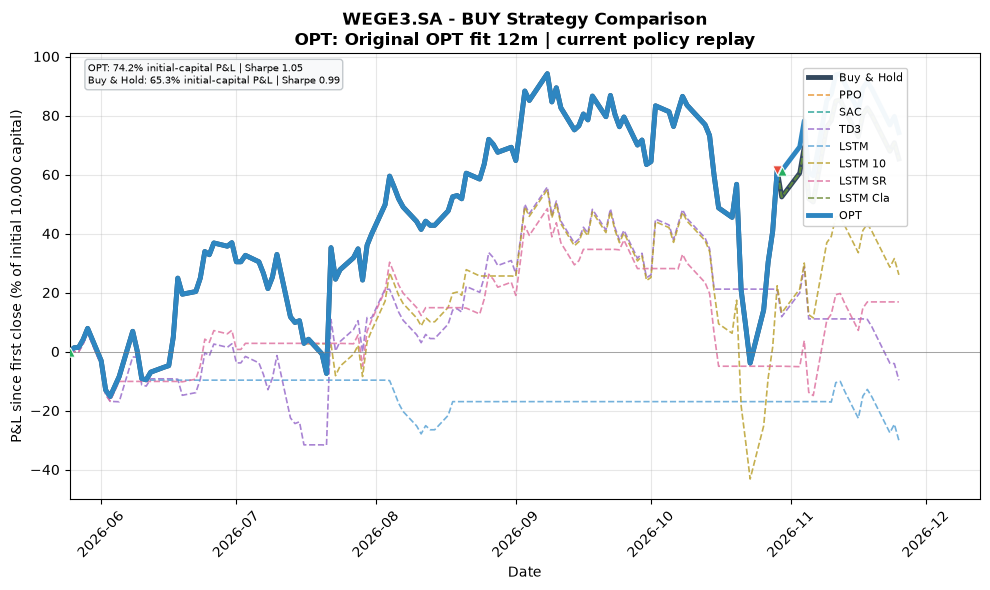 WEGE3.SA - BUY Strategy Comparison
OPT: Original OPT fit 12m | current policy replay
OPT: 74.2% initial-capital P&L | Sharpe 1.05
Buy & Hold: 65.3% initial-capital P&L | Sharpe 0.99
Buy & Hold
PPO
SAC
TD3
LSTM
LSTM 10
LSTM SR
LSTM Cla
OPT
P&L since first close (% of initial 10,000 capital)
100
80
60
40
20
0
−20
−40
2026-06
2026-07
2026-08
2026-09
2026-10
2026-11
2026-12
Date